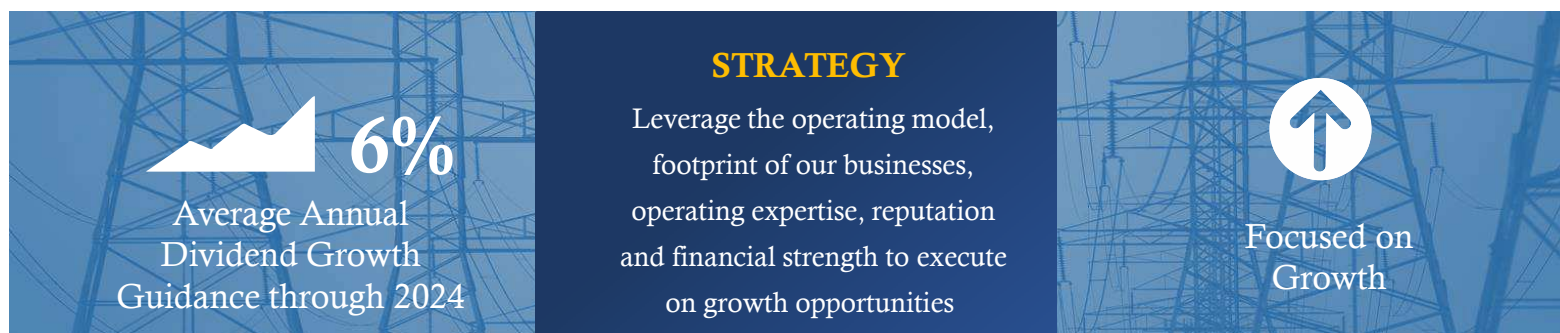 6%
Average Annual
Dividend Growth
Guidance through 2024
STRATEGY
Leverage the operating model,
footprint of our businesses,
operating expertise, reputation
and financial strength to execute
on growth opportunities
Focused on
Growth